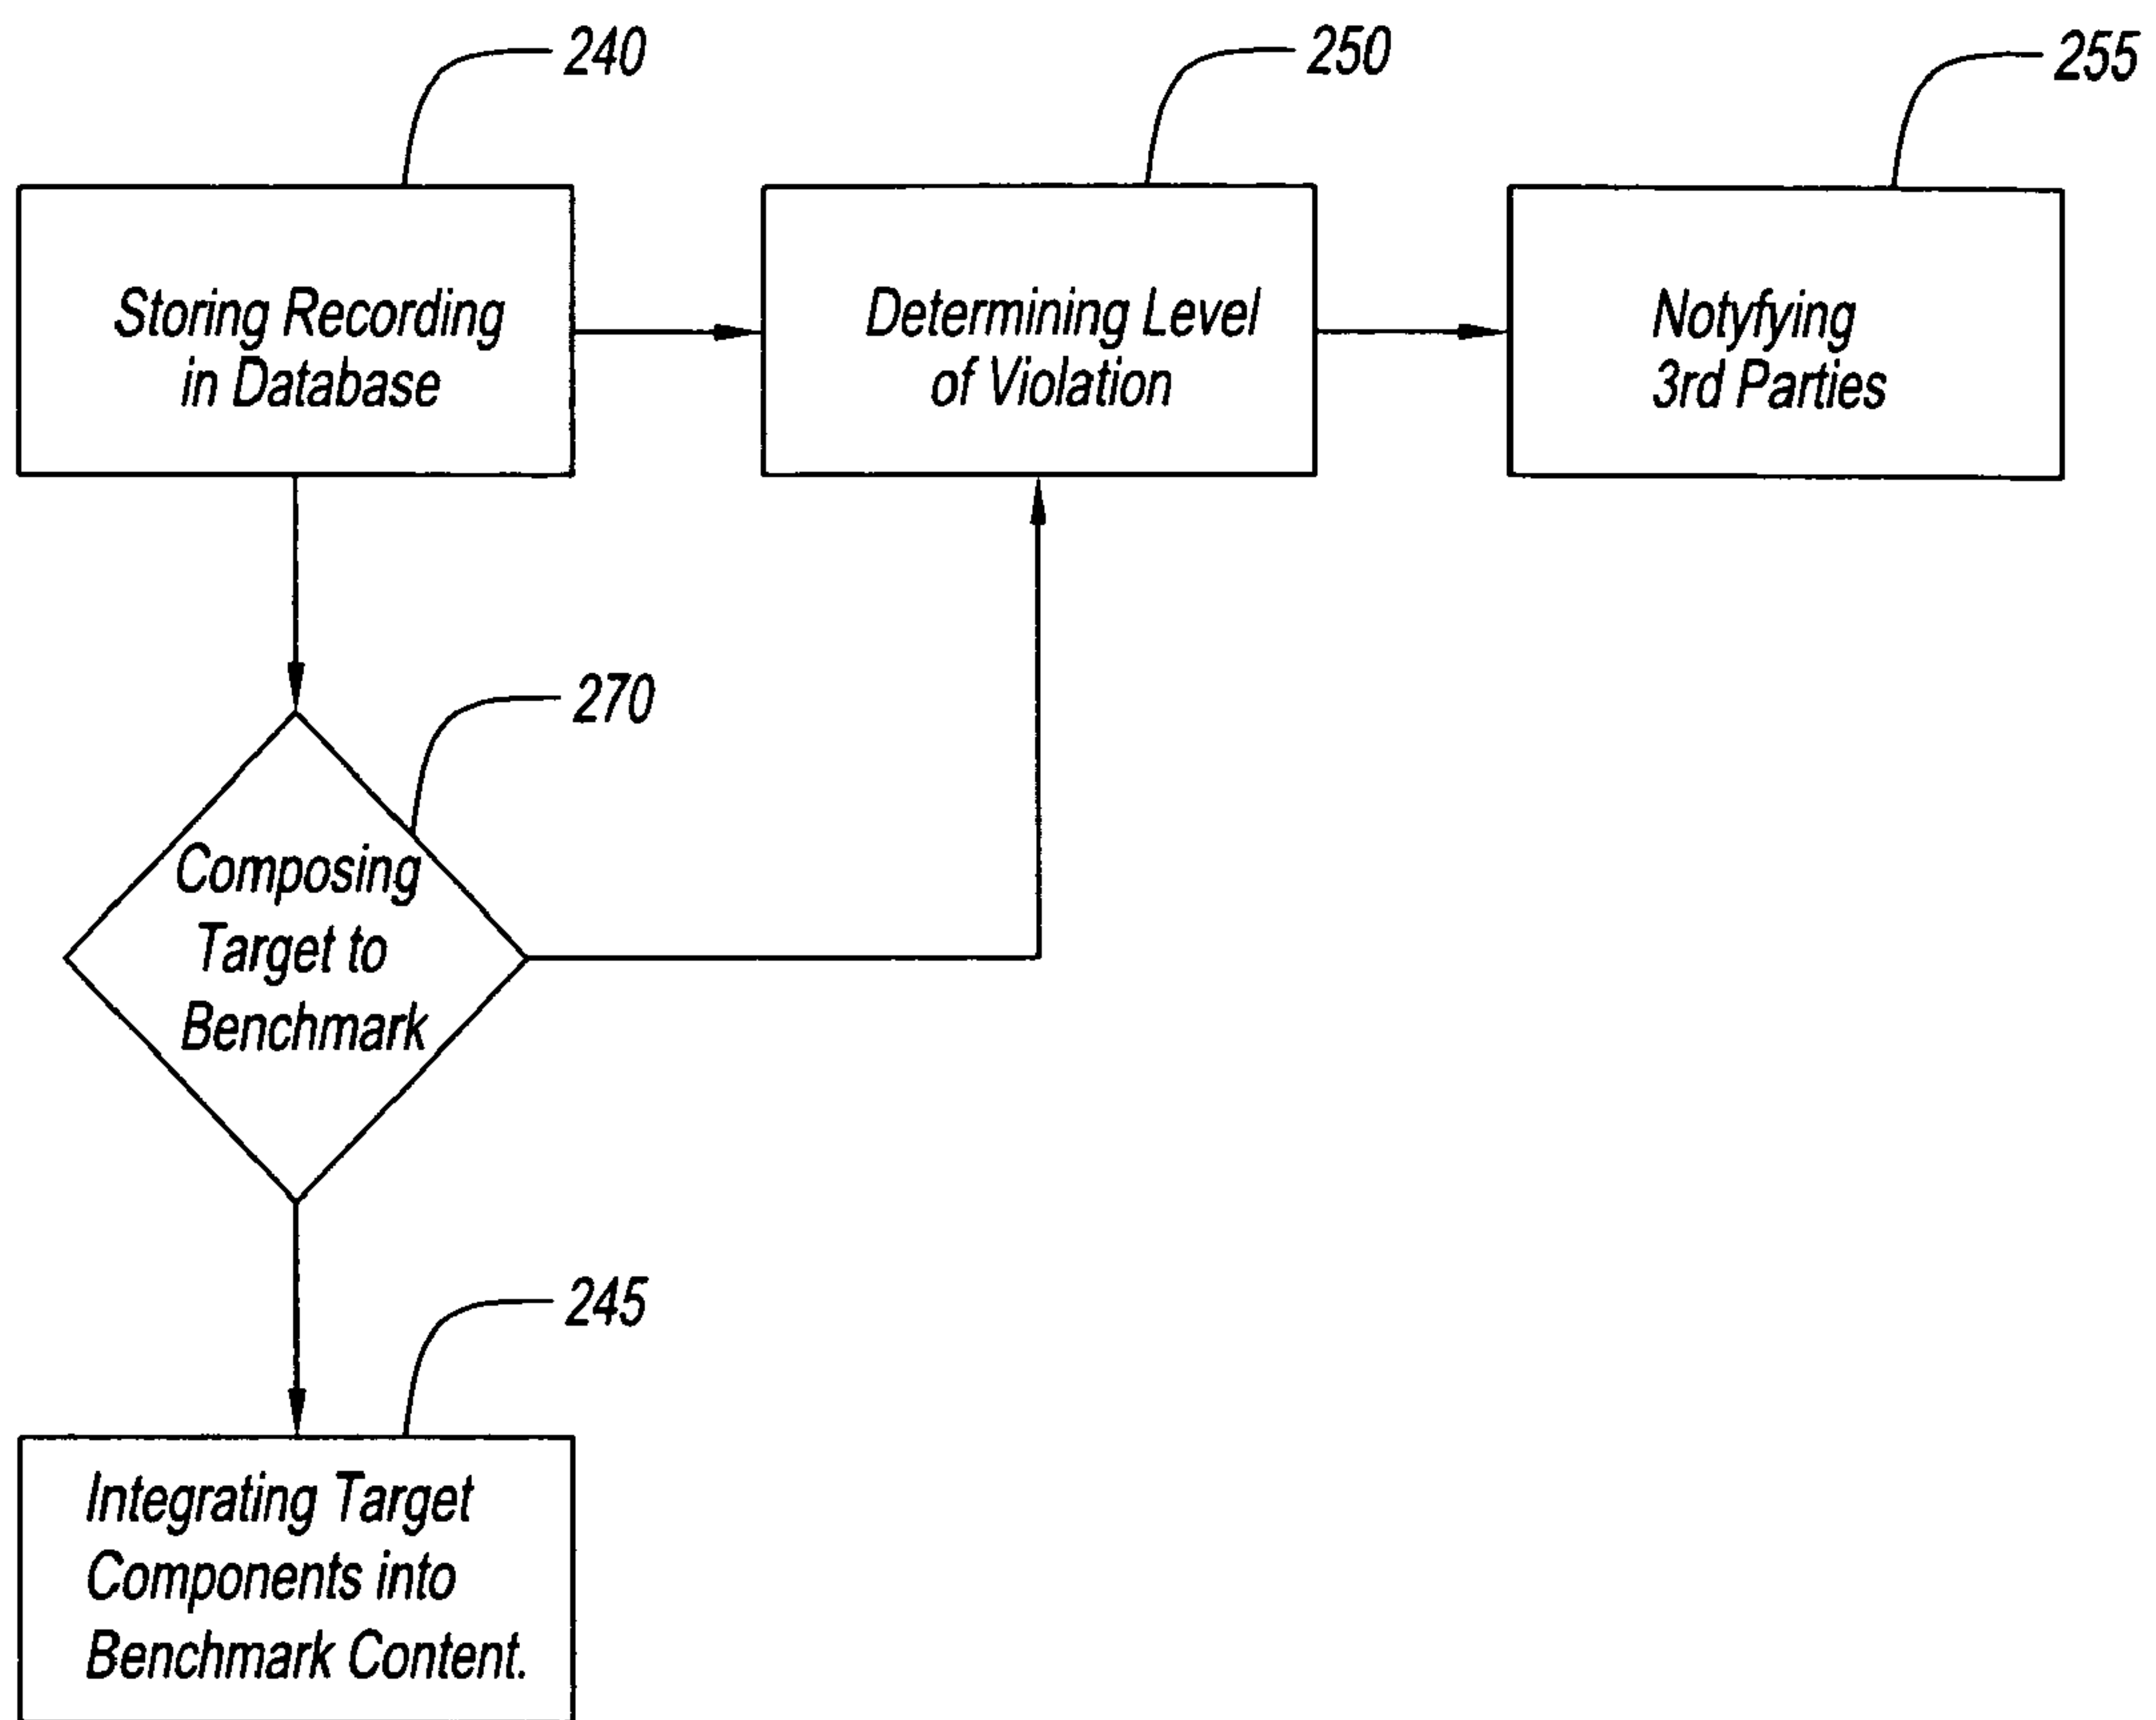 240
250
255
Storing Recording
in Database
Determining Level
of Violation
Notyfying
3rd Parties
270
Composing
Target to
Benchmark
245
Integrating Target
Components into
Benchmark Content.